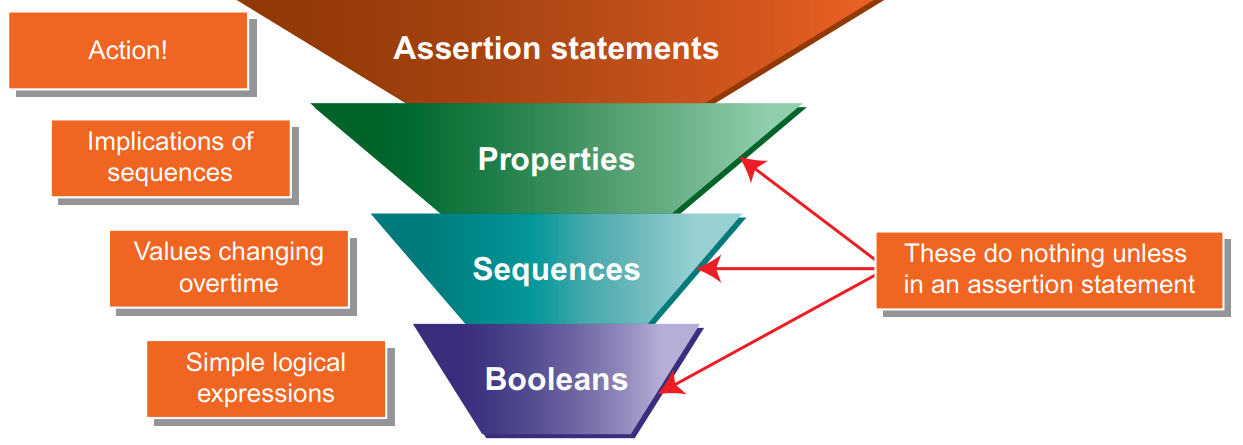 Action!
Assertion statements
Implications of
sequences
Properties
Values changing
overtime
Sequences
These do nothing unless
in an assertion statement
Simple logical
expressions
Booleans